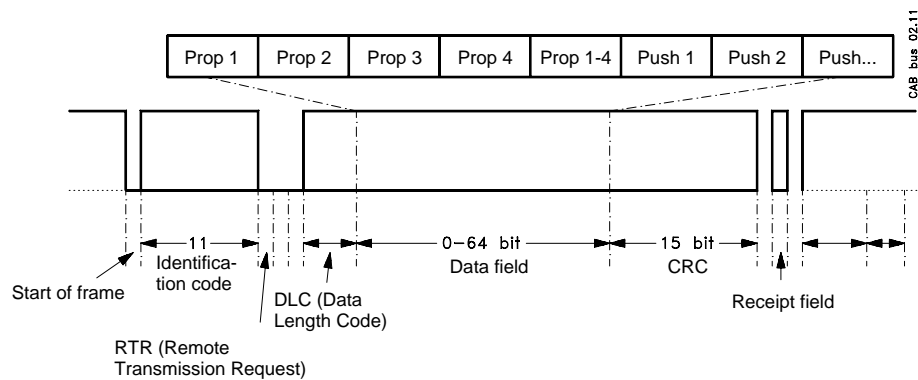 CAB bus 02.11
Prop 1 Prop 2 Prop 3 Prop 4 Prop 1-4 Push 1 Push 2 Push...
11
Identifica-
tion code
0-64 bit
Data field
15 bit
CRC
Start of frame
DLC (Data
Length Code)
Receipt field
RTR (Remote
Transmission Request)